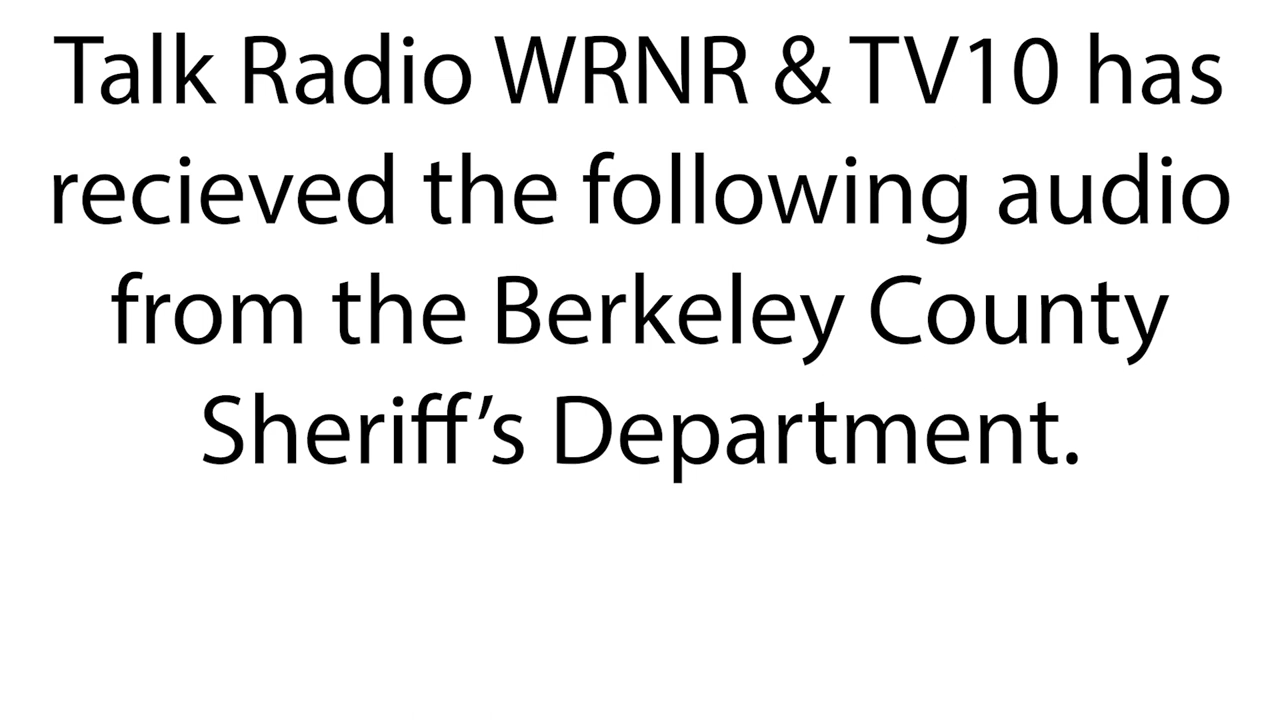 Talk Radio WRNR & TV10 has
recieved the following audio
from the Berkeley County
Sheriff’s Department.